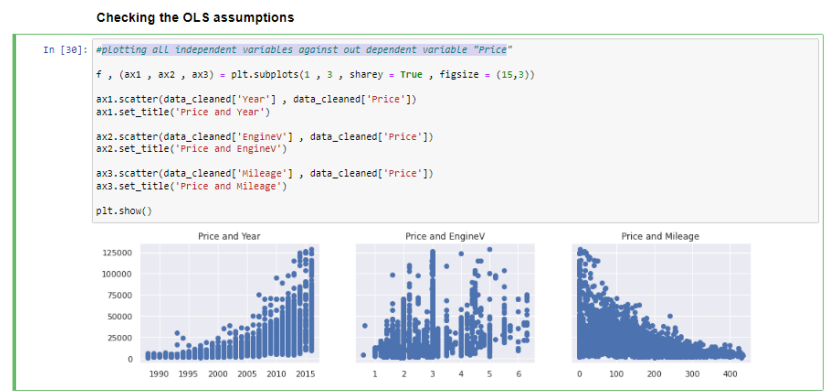 Checking the OLS assumptions
In [30]: #plotting all independent variables against out dependent variable "Price"
f , (ax1 , ax2 , ax3) = plt.subplots(1 , 3 , sharey = True , figsize = (15,3))
ax1.scatter(data_cleaned['Year'] , data_cleaned['Price'])
ax1.set_title('Price and Year')
ax2.scatter(data_cleaned['EngineV'] , data_cleaned['Price'])
ax2.set_title('Price and EngineV')
ax3.scatter(data_cleaned['Mileage'] , data_cleaned['Price'])
ax3.set_title('Price and Mileage')
plt.show()
Price and Year Price and EngineV Price and Mileage
125000
100000
75000
50000
25000
0
1990 1995 2000 2005 2010 2015 1 2 3 4 5 6 0 100 200 300 400